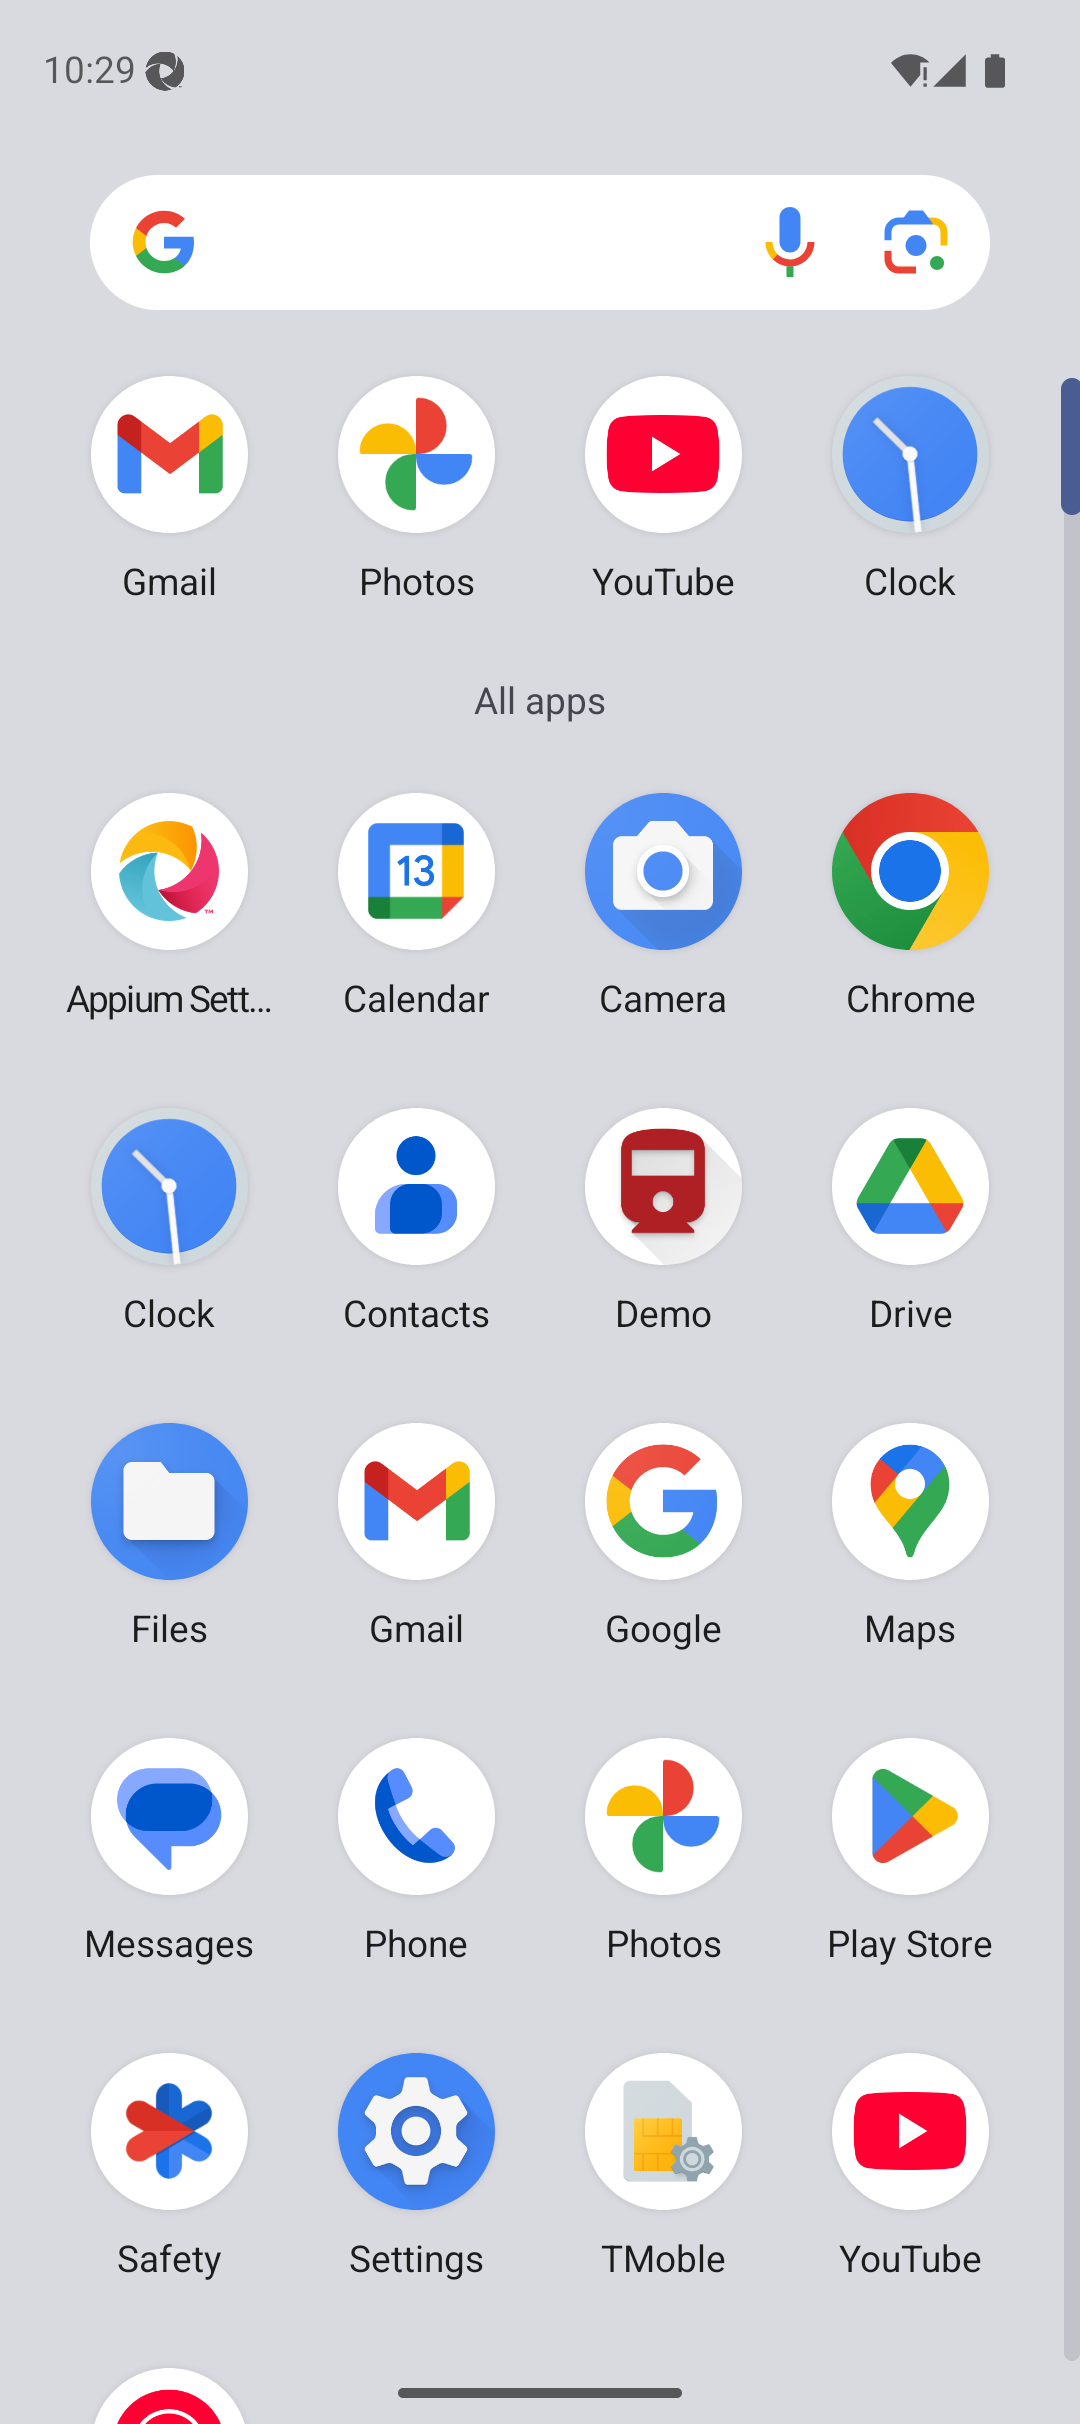 10:29
Gmail Photos YouTube Clock
All apps
13
Appium Sett... Calendar Camera Chrome
Clock Contacts Demo Drive
Files Gmail Google Maps
Messages Phone Photos Play Store
Safety Settings TMoble YouTube